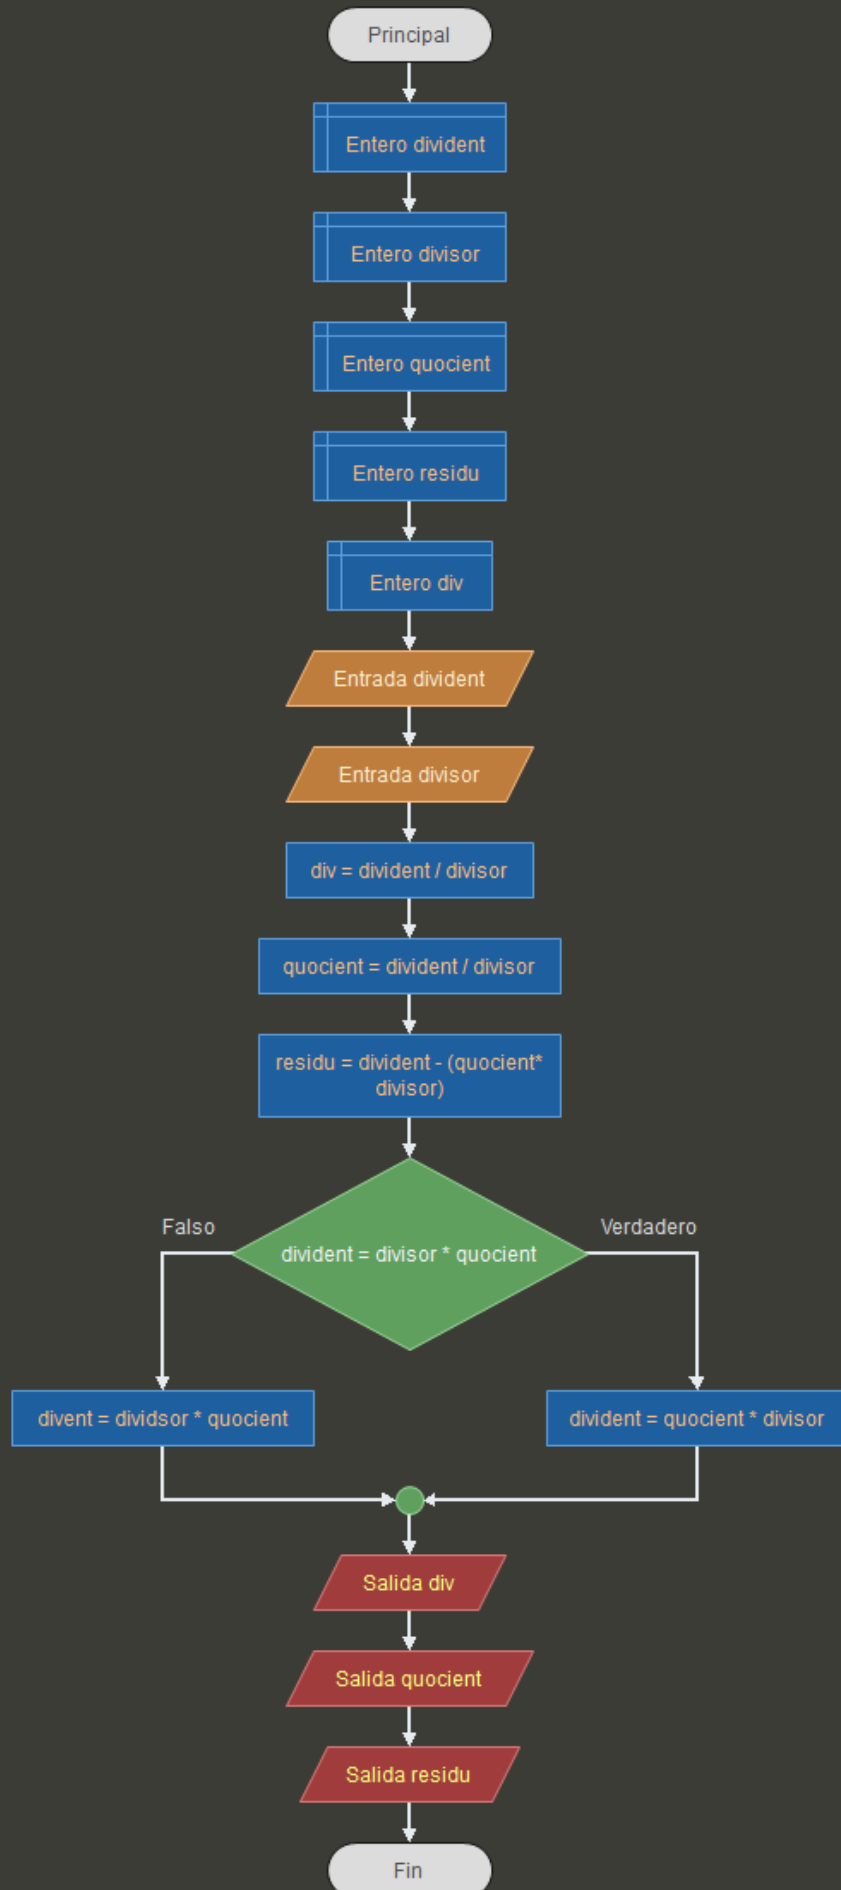 Principal
Entero divident
Entero divisor
Entero quocient
Entero residu
Entero div
Entrada divident
Entrada divisor
div = divident / divisor
quocient = divident / divisor
residu = divident - (quocient*
divisor)
Falso
Verdadero
divident = divisor * quocient
divent = dividsor * quocient
divident = quocient * divisor
Salida div
Salida quocient
Salida residu
Fin